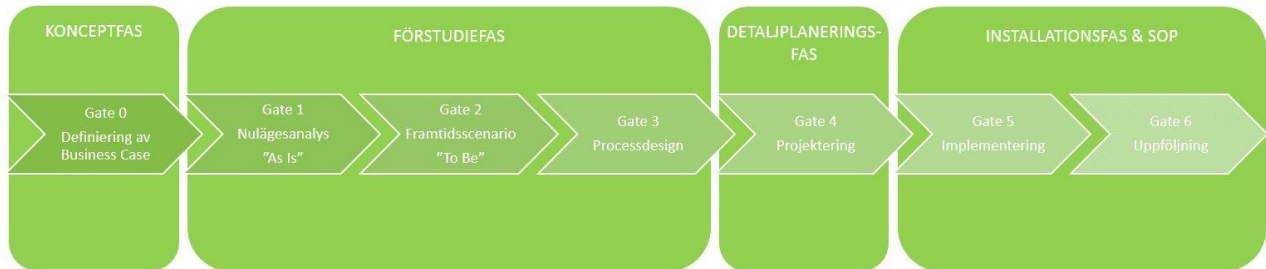 KONCEPTFAS
Gate 0
Definiering av
Business Case
FÖRSTUDIEFAS
Gate 1
Nulägesanalys
”As Is”
Gate 2
Framtidsscenario
”To Be”
Gate 3
Processdesign
DETALJPLANERINGS-
FAS
Gate 4
Projektering
INSTALLATIONSFAS & SOP
Gate 5
Implementering
Gate 6
Uppföljning